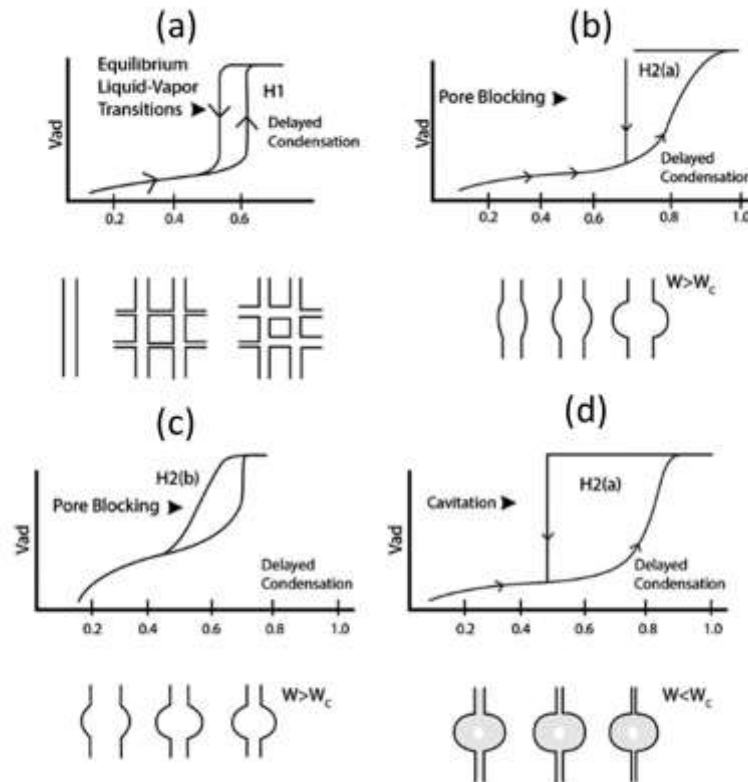 (a)
Equilibrium
Liquid-Vapor
Transitions
H1
Delayed
Condensation
Vad
0.2 0.4 0.6
(b)
H2(a)
Pore Blocking
Delayed
Condensation
Vad
0.2 0.4 0.6 0.8 1.0
W>Wc
(c)
H2(b)
Pore Blocking
Delayed
Condensation
Vad
0.2 0.4 0.6 0.8 1.0
W>Wc
(d)
H2(a)
Cavitation
Delayed
Condensation
Vad
0.2 0.4 0.6 0.8 1.0
W<Wc